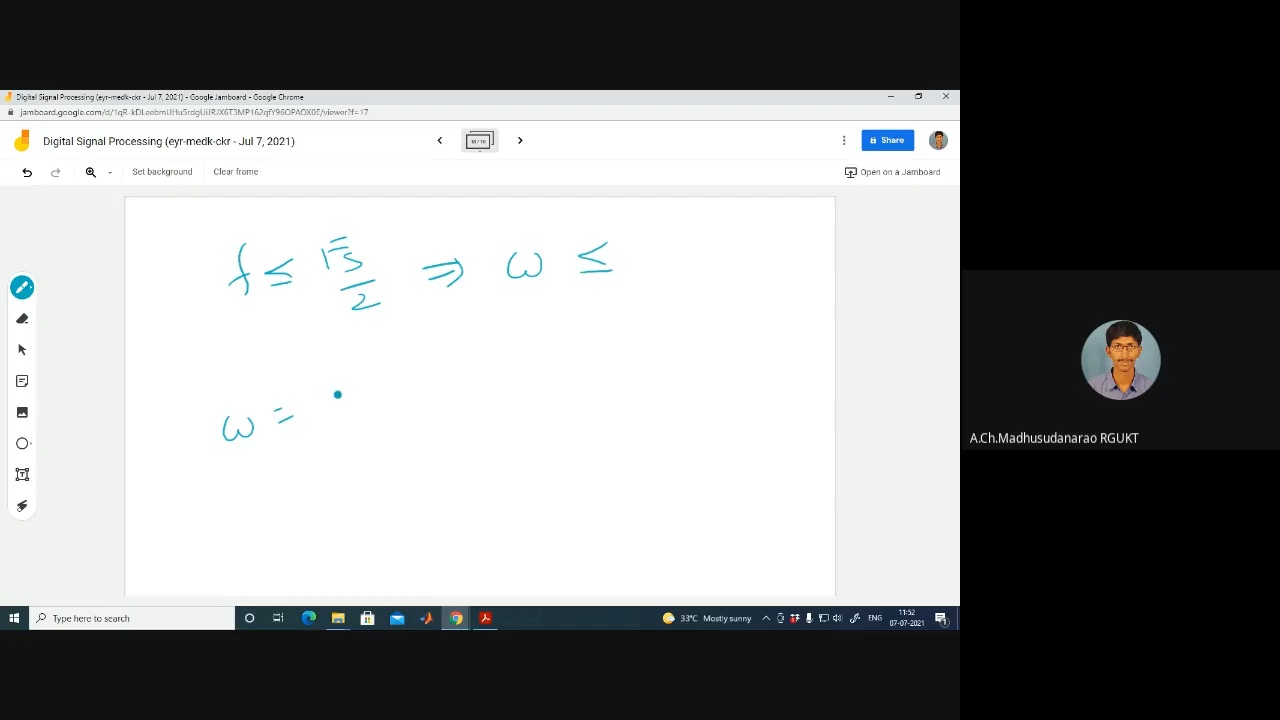 Digital Signal Processing (eyr-medk-ckr - Jul 7, 2021) - Google Jamboard - Google Chrome
Digital Signal Processing (eyr-medk-ckr - Jul 7, 2021)
18 / 18
Share
Set background
Clear frame
Open on a Jamboard
f ≤ Fs/2 ⇒ ω ≤
ω =
A.Ch.Madhusudanarao RGUKT
Type here to search
33°C Mostly sunny
ENG
11:52
07-07-2021